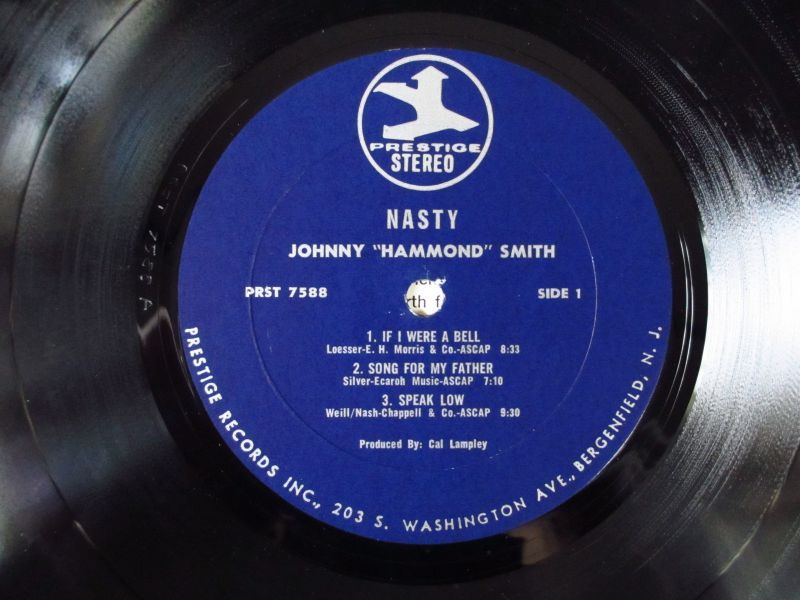 PRESTIGE
STEREO
NASTY
JOHNNY "HAMMOND" SMITH
PRST 7588
SIDE 1
rth f
1. IF I WERE A BELL
Loesser-E. H. Morris & Co.-ASCAP 8:33
2. SONG FOR MY FATHER
Silver-Ecaroh Music-ASCAP 7:10
3. SPEAK LOW
Weill/Nash-Chappell & Co.-ASCAP 9:30
Produced By: Cal Lampley
PRESTIGE RECORDS INC., 203 S. WASHINGTON AVE., BERGENFIELD, N. J.